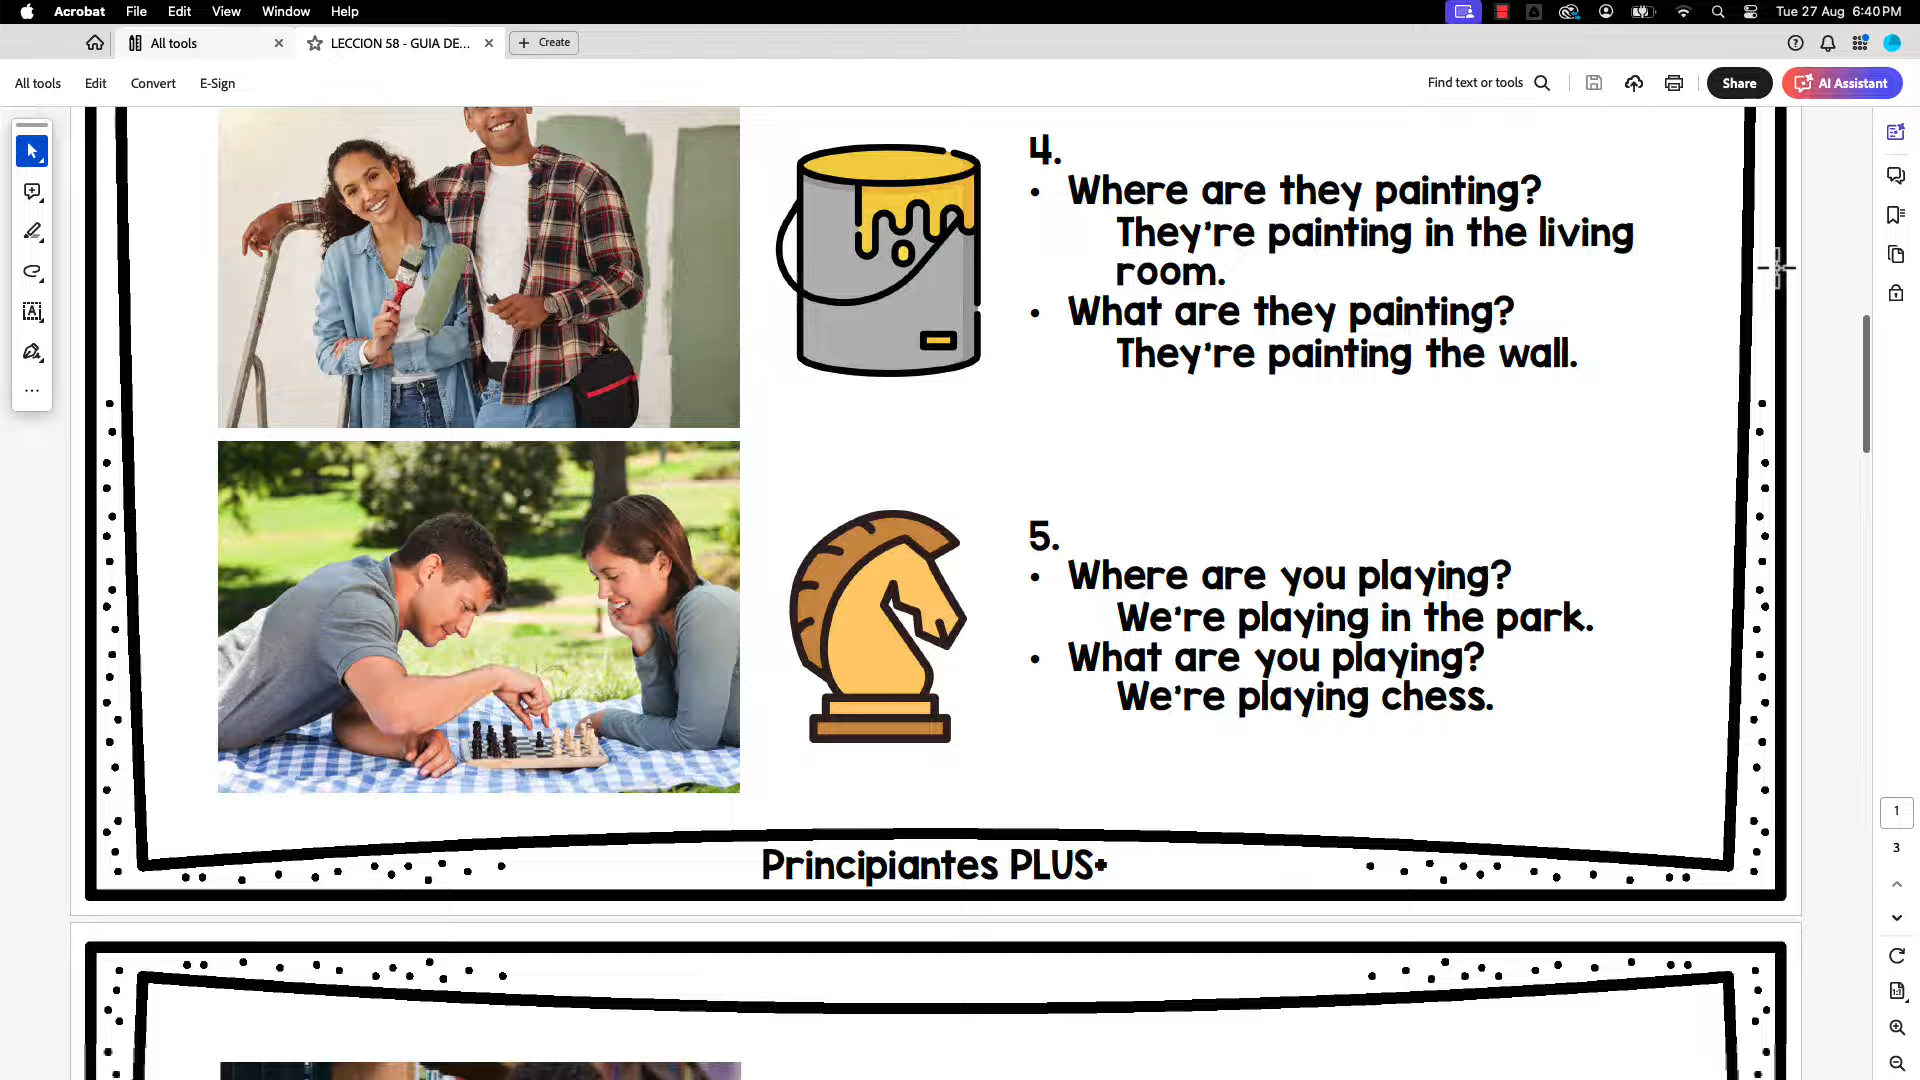 Acrobat File Edit View Window Help Tue 27 Aug 6:40 PM
All tools LECCION 58 - GUIA DE... Create
All tools Edit Convert E-Sign Find text or tools Share AI Assistant
4.
• Where are they painting?
They're painting in the living
room.
• What are they painting?
They're painting the wall.
5.
• Where are you playing?
We're playing in the park.
• What are you playing?
We're playing chess.
Principiantes PLUS+
1
3